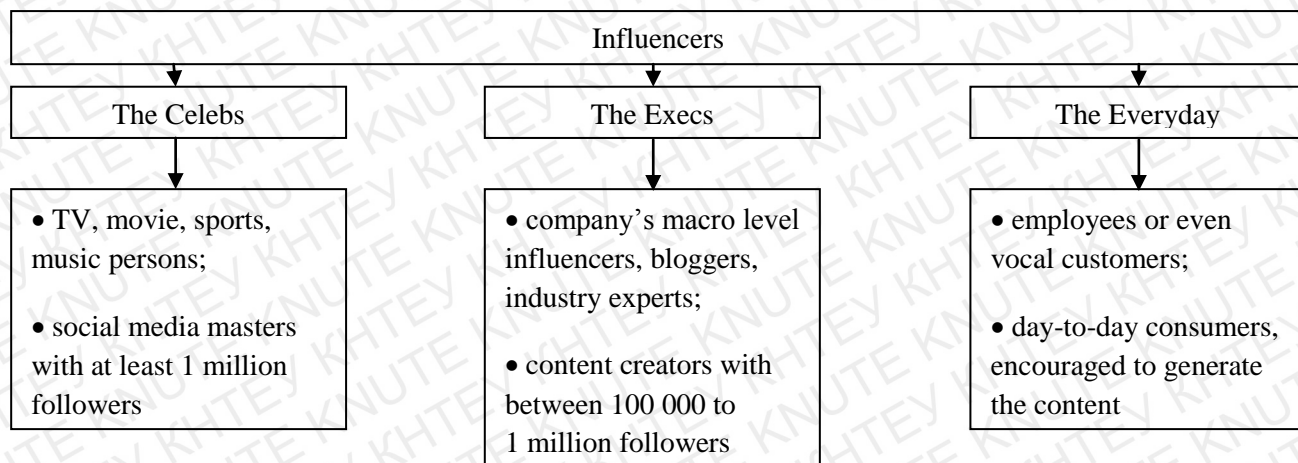 Influencers
The Celebs
The Execs
The Everyday
• TV, movie, sports,
music persons;
• social media masters
with at least 1 million
followers
• company’s macro level
influencers, bloggers,
industry experts;
• content creators with
between 100 000 to
1 million followers
• employees or even
vocal customers;
• day-to-day consumers,
encouraged to generate
the content
KNUTE КНТЕУ